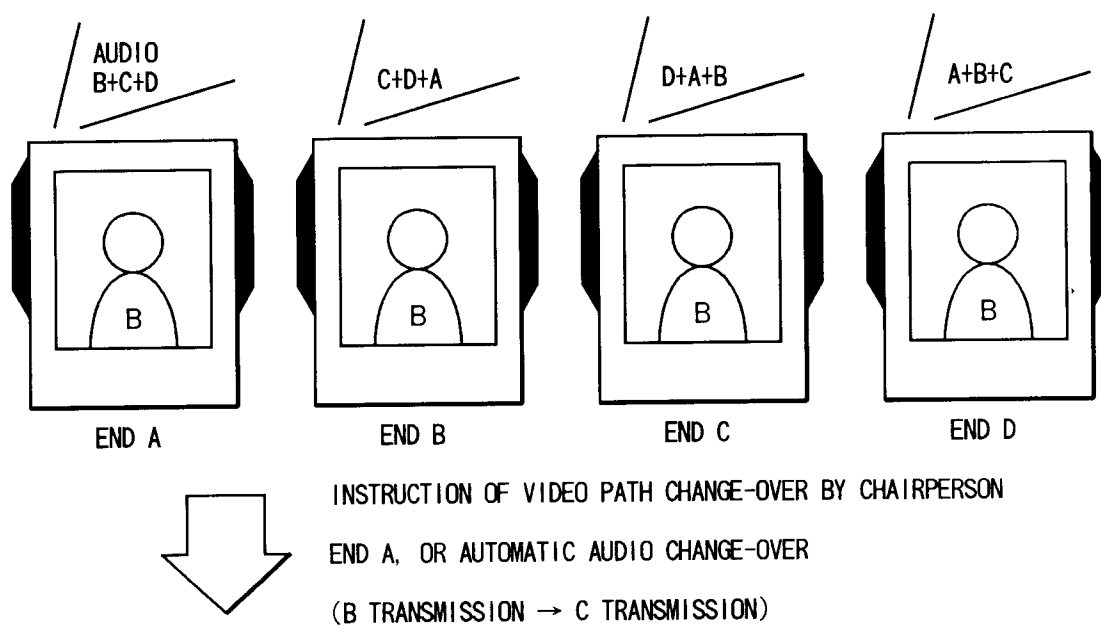 AUDIO
B+C+D
C+D+A
D+A+B
A+B+C
B
B
B
B
END A
END B
END C
END D
INSTRUCTION OF VIDEO PATH CHANGE-OVER BY CHAIRPERSON
END A, OR AUTOMATIC AUDIO CHANGE-OVER
(B TRANSMISSION → C TRANSMISSION)